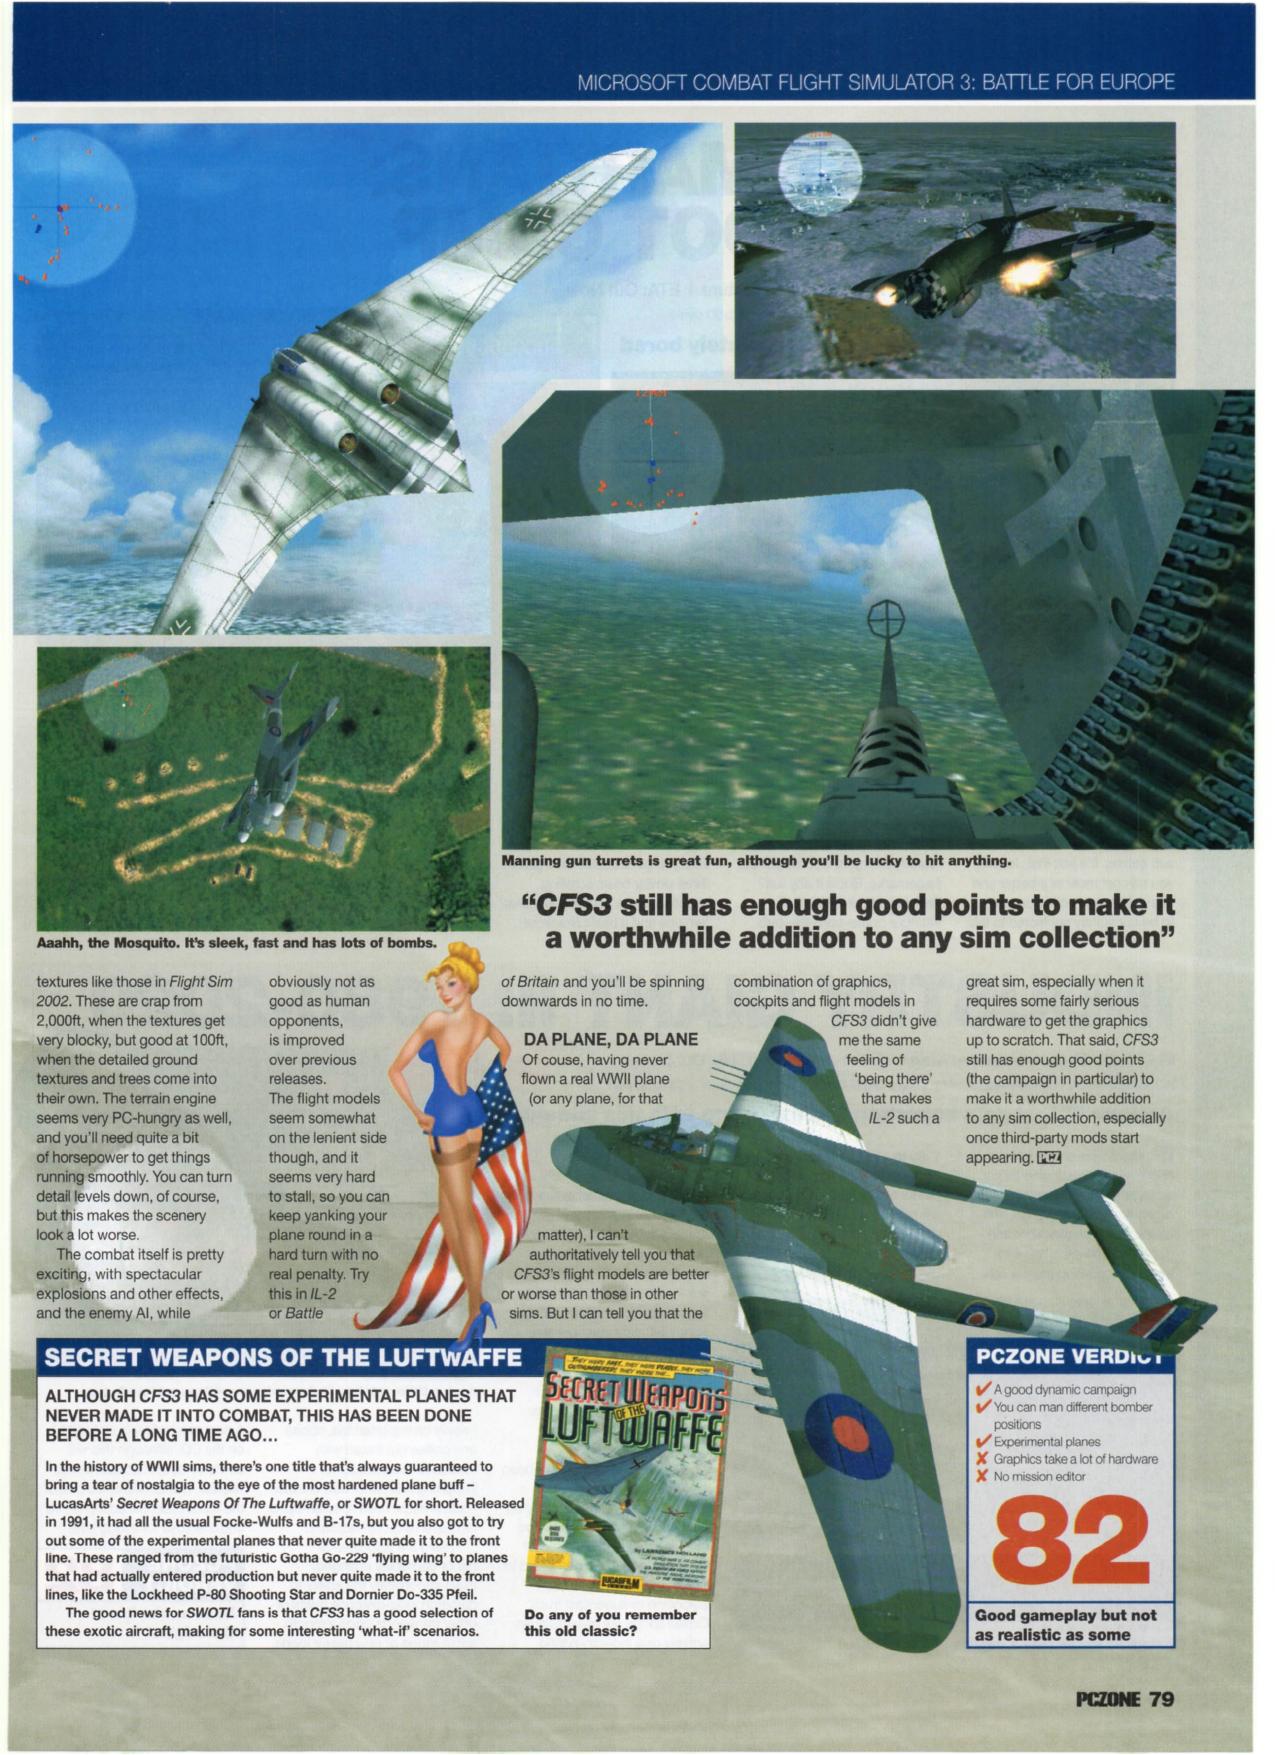 MICROSOFT COMBAT FLIGHT SIMULATOR 3: BATTLE FOR EUROPE
Manning gun turrets is great fun, although you'll be lucky to hit anything.
Aaahh, the Mosquito. It's sleek, fast and has lots of bombs.
“CFS3 still has enough good points to make it
a worthwhile addition to any sim collection”
textures like those in Flight Sim
2002. These are crap from
2,000ft, when the textures get
very blocky, but good at 100ft,
when the detailed ground
textures and trees come into
their own. The terrain engine
seems very PC-hungry as well,
and you'll need quite a bit
of horsepower to get things
running smoothly. You can turn
detail levels down, of course,
but this makes the scenery
look a lot worse.
The combat itself is pretty
exciting, with spectacular
explosions and other effects,
and the enemy AI, while
obviously not as
good as human
opponents,
is improved
over previous
releases.
The flight models
seem somewhat
on the lenient side
though, and it
seems very hard
to stall, so you can
keep yanking your
plane round in a
hard turn with no
real penalty. Try
this in IL-2
or Battle
of Britain and you'll be spinning
downwards in no time.
DA PLANE, DA PLANE
Of couse, having never
flown a real WWII plane
(or any plane, for that
matter), I can't
authoritatively tell you that
CFS3's flight models are better
or worse than those in other
sims. But I can tell you that the
combination of graphics,
cockpits and flight models in
CFS3 didn't give
me the same
feeling of
'being there'
that makes
IL-2 such a
great sim, especially when it
requires some fairly serious
hardware to get the graphics
up to scratch. That said, CFS3
still has enough good points
(the campaign in particular) to
make it a worthwhile addition
to any sim collection, especially
once third-party mods start
appearing. PCZ
SECRET WEAPONS OF THE LUFTWAFFE
ALTHOUGH CFS3 HAS SOME EXPERIMENTAL PLANES THAT
NEVER MADE IT INTO COMBAT, THIS HAS BEEN DONE
BEFORE A LONG TIME AGO...
In the history of WWII sims, there's one title that's always guaranteed to
bring a tear of nostalgia to the eye of the most hardened plane buff –
LucasArts' Secret Weapons Of The Luftwaffe, or SWOTL for short. Released
in 1991, it had all the usual Focke-Wulfs and B-17s, but you also got to try
out some of the experimental planes that never quite made it to the front
line. These ranged from the futuristic Gotha Go-229 'flying wing' to planes
that had actually entered production but never quite made it to the front
lines, like the Lockheed P-80 Shooting Star and Dornier Do-335 Pfeil.
The good news for SWOTL fans is that CFS3 has a good selection of
these exotic aircraft, making for some interesting 'what-if' scenarios.
SECRET WEAPONS
OF THE
LUFTWAFFE
by LAWRENCE HOLLAND
LUCASFILM
Do any of you remember
this old classic?
PCZONE VERDICT
A good dynamic campaign
You can man different bomber
positions
Experimental planes
Graphics take a lot of hardware
No mission editor
82
Good gameplay but not
as realistic as some
PCZONE 79